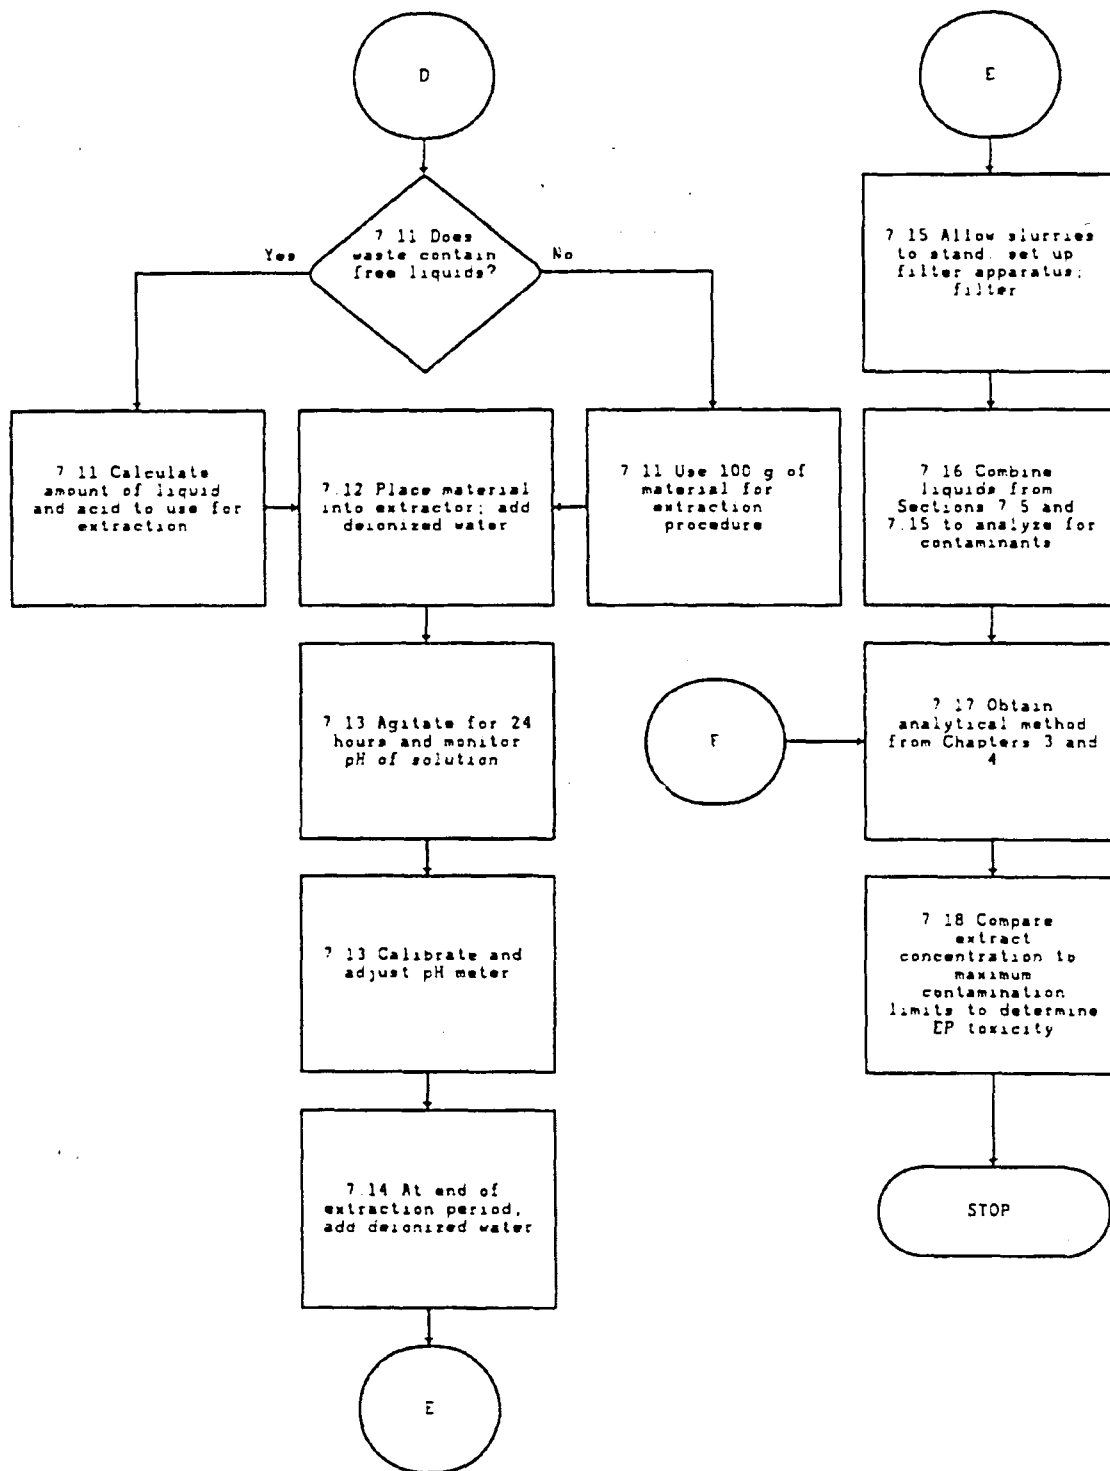 D
7.11 Does
waste contain
free liquids?
Yes
No
7.11 Calculate
amount of liquid
and acid to use for
extraction
7.12 Place material
into extractor; add
deionized water
7.11 Use 100 g of
material for
extraction
procedure
7.13 Agitate for 24
hours and monitor
pH of solution
7.13 Calibrate and
adjust pH meter
7.14 At end of
extraction period,
add deionized water
E
E
7.15 Allow slurries
to stand; set up
filter apparatus;
filter
7.16 Combine
liquids from
Sections 7.5 and
7.15 to analyze for
contaminants
F
7.17 Obtain
analytical method
from Chapters 3 and
4
7.18 Compare
extract
concentration to
maximum
contamination
limits to determine
EP toxicity
STOP